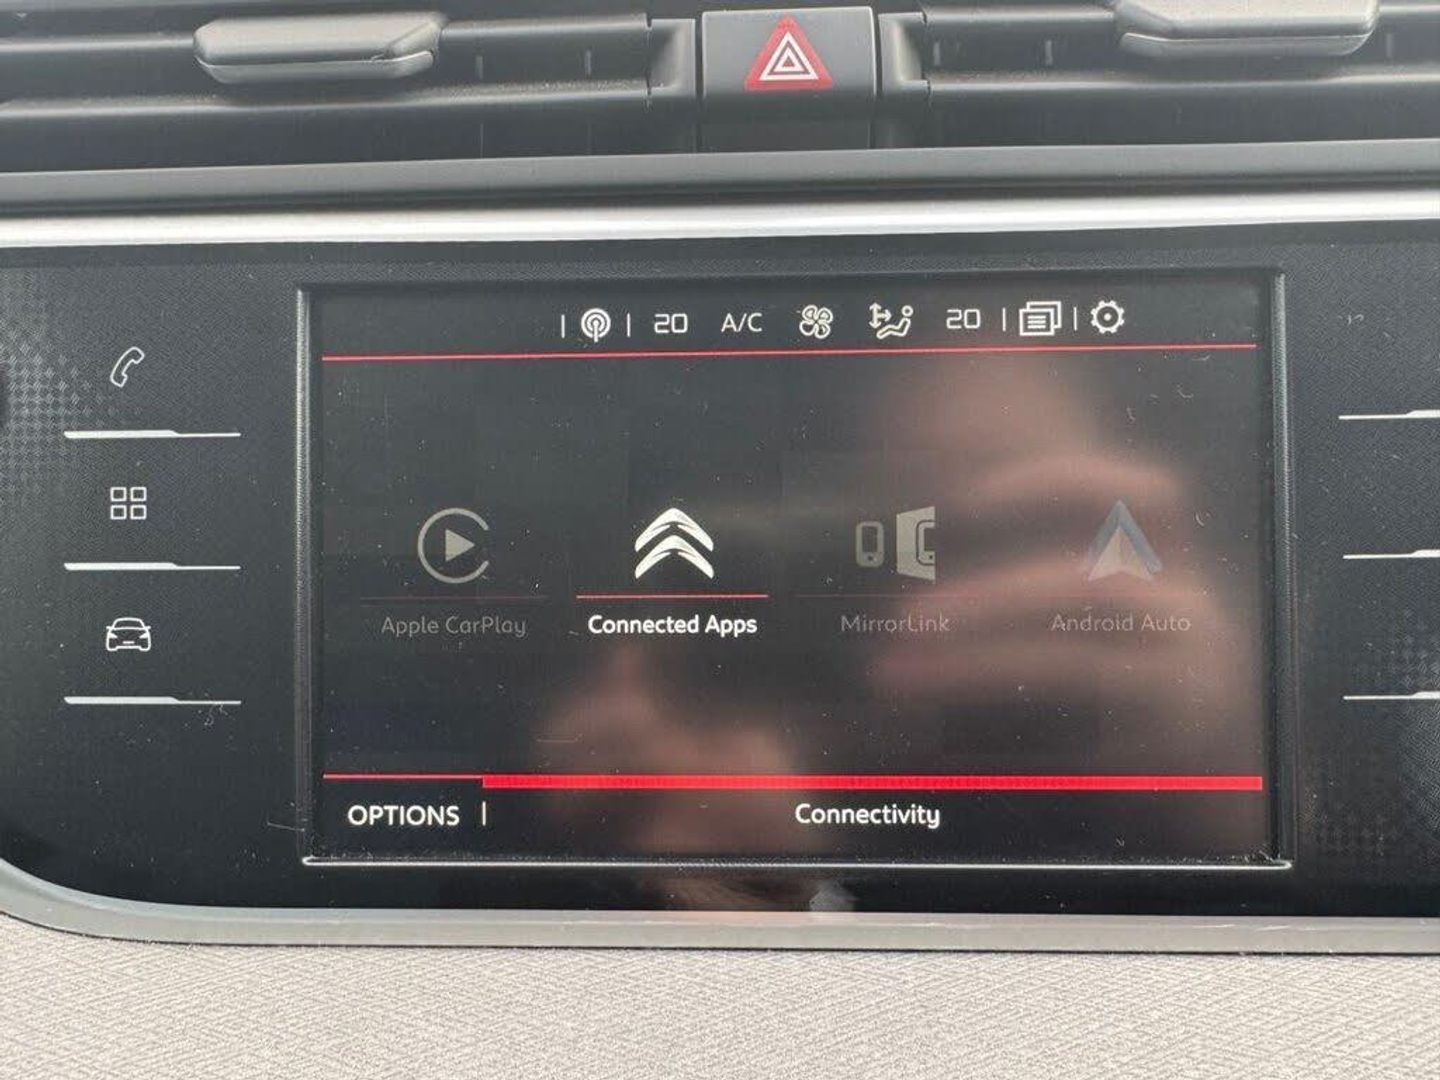 20 A/C 20
Apple CarPlay Connected Apps MirrorLink Android Auto
OPTIONS Connectivity